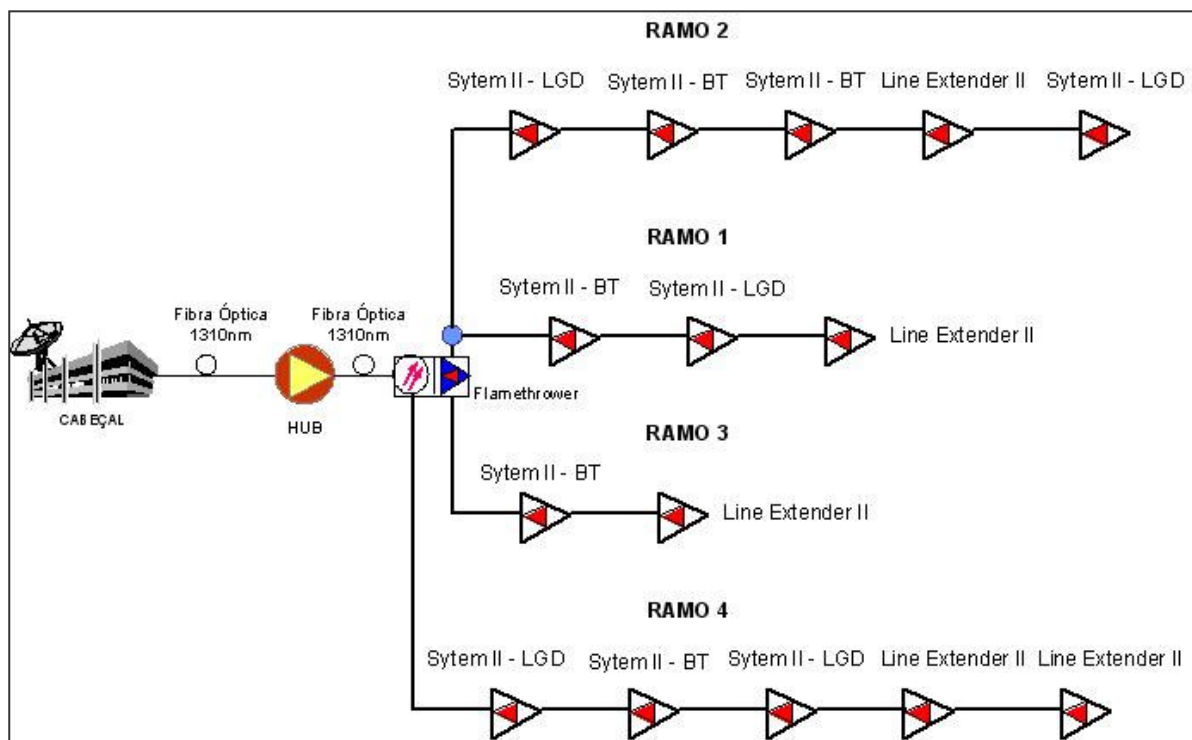 RAMO 2
Sytem II - LGD Sytem II - BT Sytem II - BT Line Extender II Sytem II - LGD
RAMO 1
Sytem II - BT Sytem II - LGD
Line Extender II
Fibra Óptica
1310nm
Fibra Óptica
1310nm
Flamethrower
CABEÇAL
HUB
RAMO 3
Sytem II - BT
Line Extender II
RAMO 4
Sytem II - LGD Sytem II - BT Sytem II - LGD Line Extender II Line Extender II